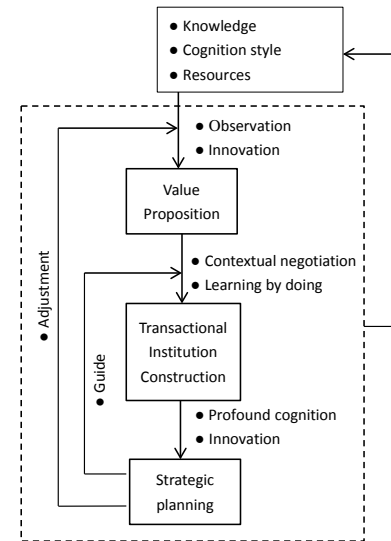 ● Knowledge
● Cognition style
● Resources
● Observation
● Innovation
Value
Proposition
● Contextual negotiation
● Learning by doing
● Adjustment
Transactional
Institution
Construction
● Guide
● Profound cognition
● Innovation
Strategic
planning